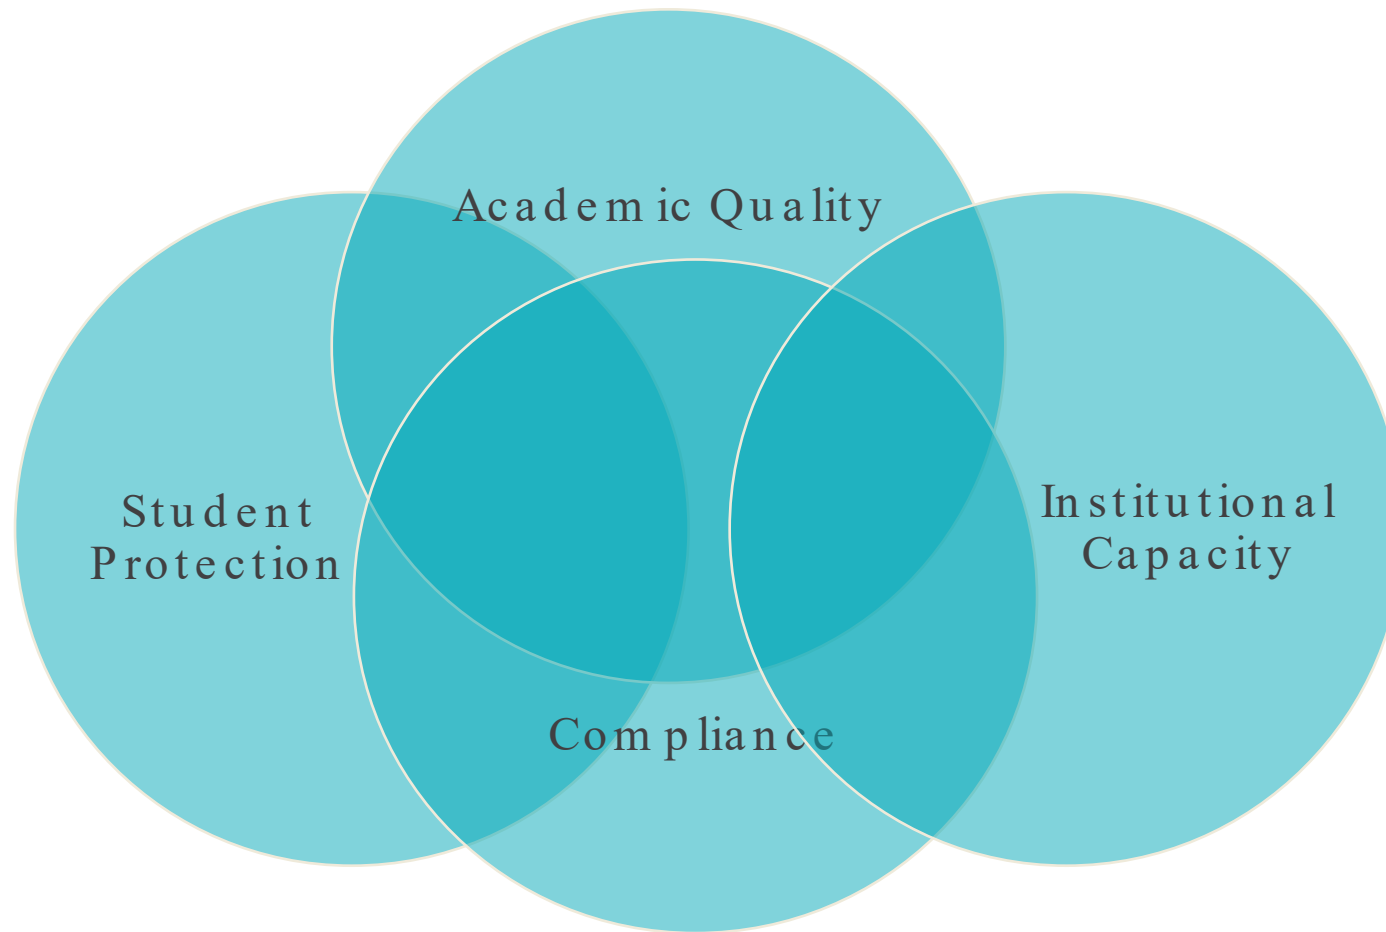 Academic Quality
Student
Protection
Institutional
Capacity
Compliance